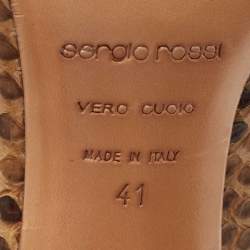 sergio rossi
VERO CUOIO
MADE IN ITALY
41